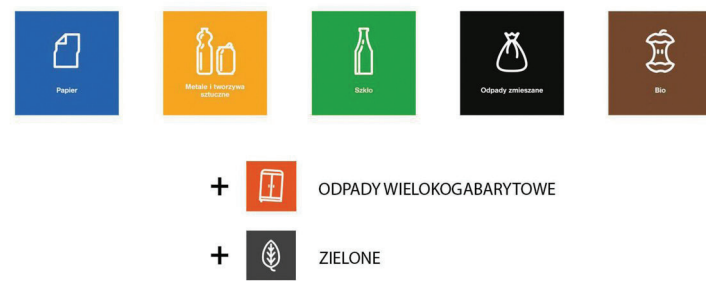 Papier
Metale i tworzywa
sztuczne
Szkło
Odpady zmieszane
Bio
+ ODPADY WIELOKOGABARYTOWE
+ ZIELONE